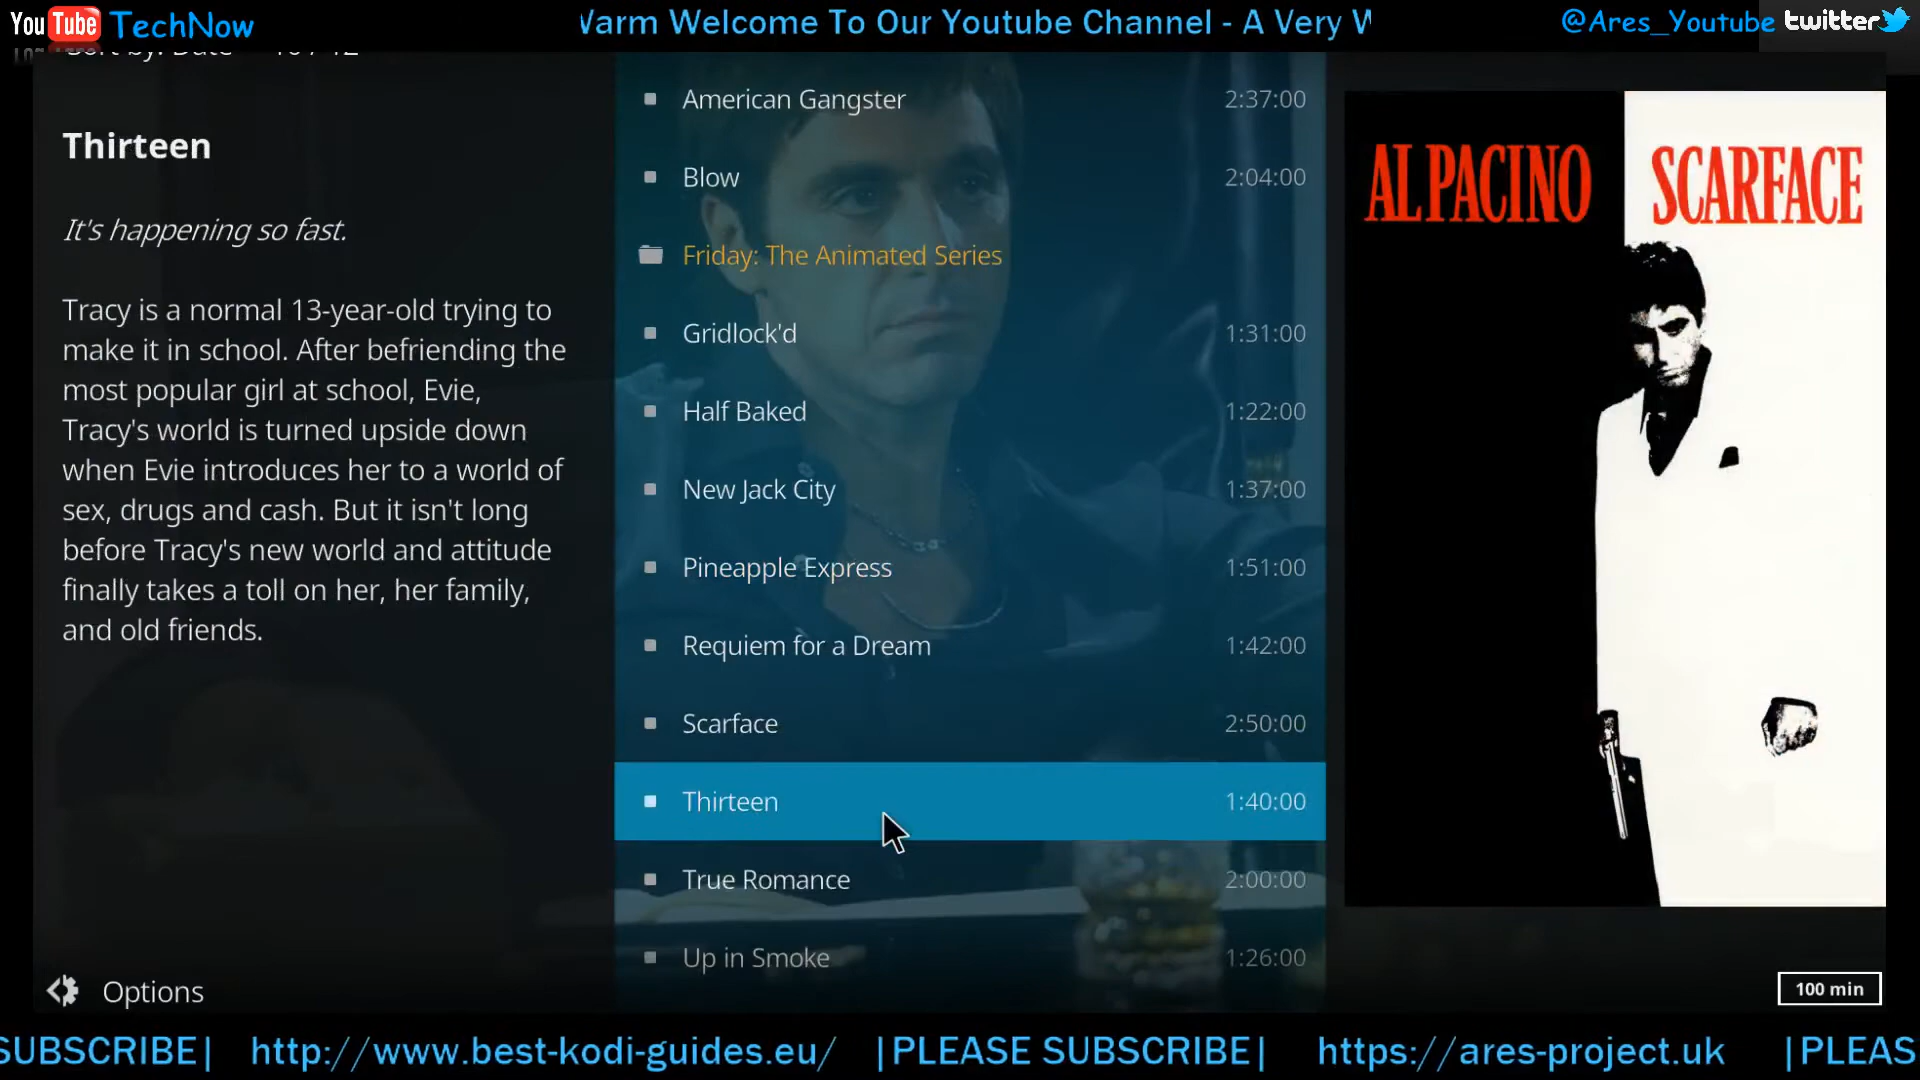 YouTube TechNow
Warm Welcome To Our Youtube Channel - A Very W
@Ares_Youtube twitter
Sort by: Date
Thirteen
It's happening so fast.
Tracy is a normal 13-year-old trying to
make it in school. After befriending the
most popular girl at school, Evie,
Tracy's world is turned upside down
when Evie introduces her to a world of
sex, drugs and cash. But it isn't long
before Tracy's new world and attitude
finally takes a toll on her, her family,
and old friends.
Options
American Gangster 2:37:00
Blow 2:04:00
Friday: The Animated Series
Gridlock'd 1:31:00
Half Baked 1:22:00
New Jack City 1:37:00
Pineapple Express 1:51:00
Requiem for a Dream 1:42:00
Scarface 2:50:00
Thirteen 1:40:00
True Romance 2:00:00
Up in Smoke 1:26:00
AL PACINO SCARFACE
100 min
SUBSCRIBE| http://www.best-kodi-guides.eu/ |PLEASE SUBSCRIBE| https://ares-project.uk |PLEAS